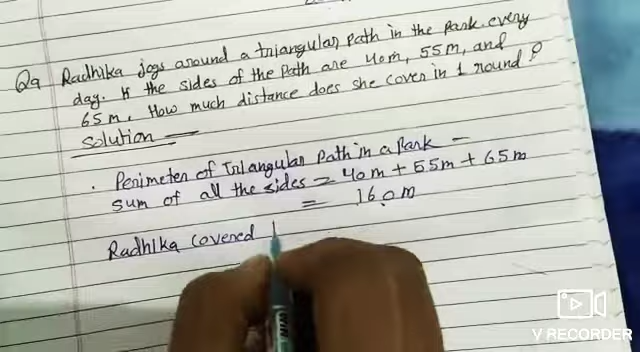 Q9 Radhika jogs around a triangular path in the Park every
day. If the sides of the Path are 40m, 55m, and
65m. How much distance does she cover in 1 round?
Solution —
. Perimeter of Triangular Path in a Park —
sum of all the sides = 40m + 55m + 65m
= 160m
Radhika covered
V RECORDER